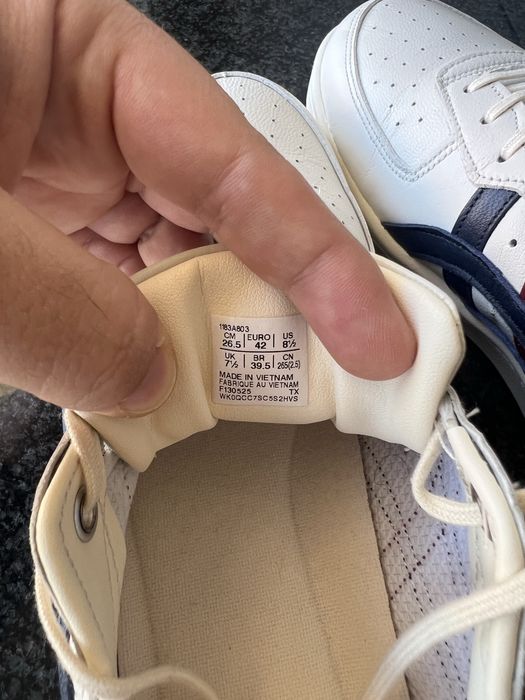 1183A803
CM | EURO | US
26.5 | 42 | 8½
UK | BR | CN
7½ | 39.5 | 265(2.5)
MADE IN VIETNAM
FABRIQUE AU VIETNAM
F130525 TX
WK0QCC7SC5S2HVS